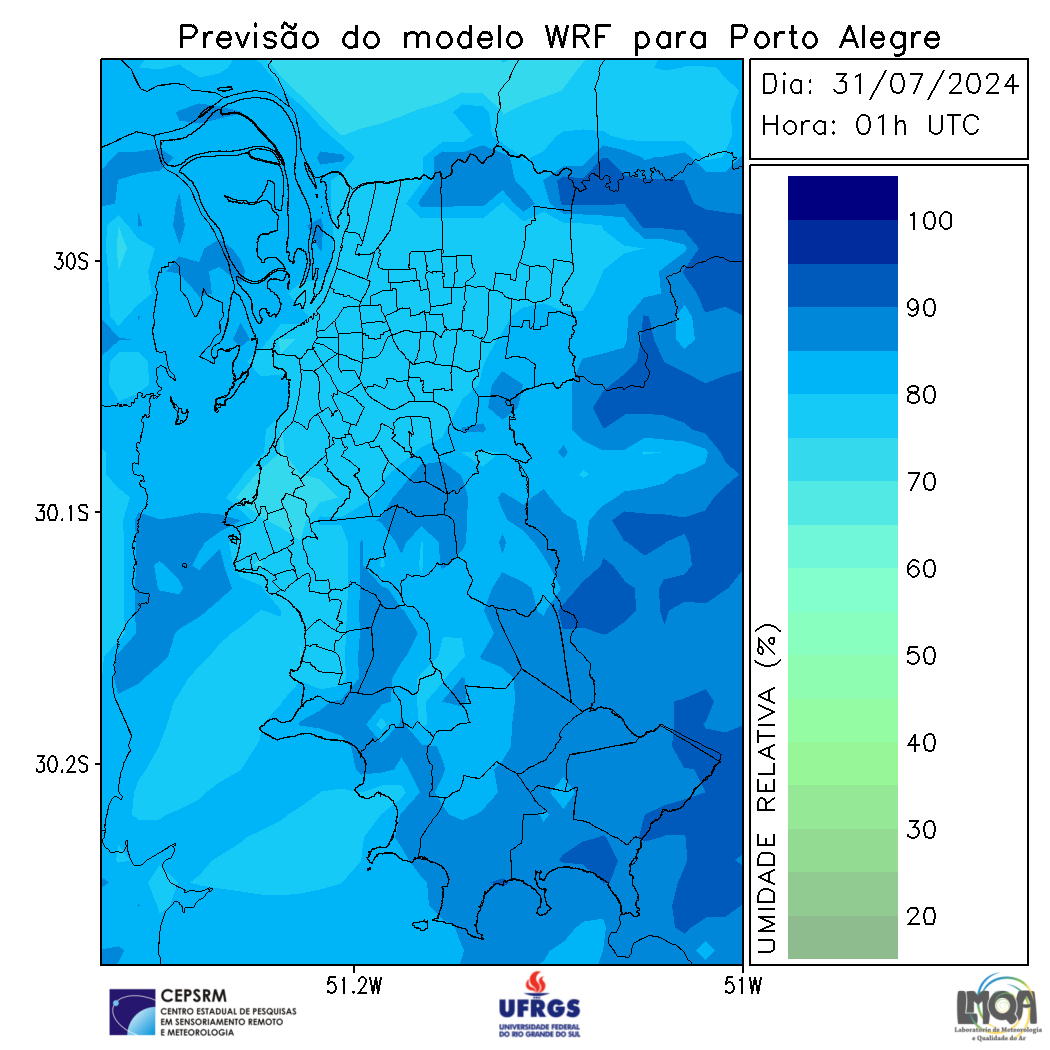 Previsão do modelo WRF para Porto Alegre
Dia: 31/07/2024
Hora: 01h UTC
30S
30.1S
30.2S
51.2W
51W
100
90
80
70
60
50
40
30
20
UMIDADE RELATIVA (%)
CEPSRM
CENTRO ESTADUAL DE PESQUISAS
EM SENSORIAMENTO REMOTO
E METEOROLOGIA
UFRGS
UNIVERSIDADE FEDERAL
DO RIO GRANDE DO SUL
LMQA
Laboratório de Meteorologia
e Qualidade do Ar